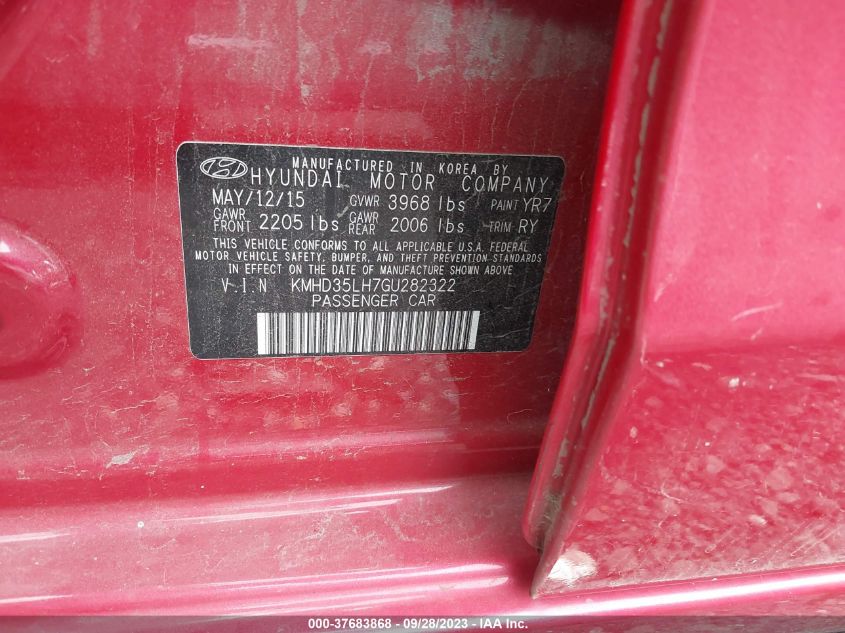 MANUFACTURED IN KOREA BY
HYUNDAI MOTOR COMPANY
MAY/12/15 GVWR 3968 lbs PAINT YR7
GAWR FRONT 2205 lbs GAWR REAR 2006 lbs TRIM RY
THIS VEHICLE CONFORMS TO ALL APPLICABLE U.S.A. FEDERAL
MOTOR VEHICLE SAFETY, BUMPER, AND THEFT PREVENTION STANDARDS
IN EFFECT ON THE DATE OF MANUFACTURE SHOWN ABOVE
V.I.N KMHD35LH7GU282322
PASSENGER CAR
000-37683868 - 09/28/2023 - IAA Inc.